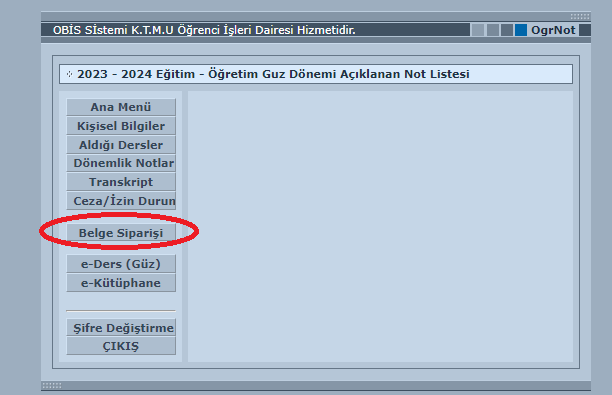 OBİS Sİstemi K.T.M.U Öğrenci İşleri Dairesi Hizmetidir.
OgrNot
2023 - 2024 Eğitim - Öğretim Guz Dönemi Açıklanan Not Listesi
Ana Menü
Kişisel Bilgiler
Aldığı Dersler
Dönemlik Notlar
Transkript
Ceza/İzin Durun
Belge Siparişi
e-Ders (Güz)
e-Kütüphane
Şifre Değiştirme
ÇIKIŞ